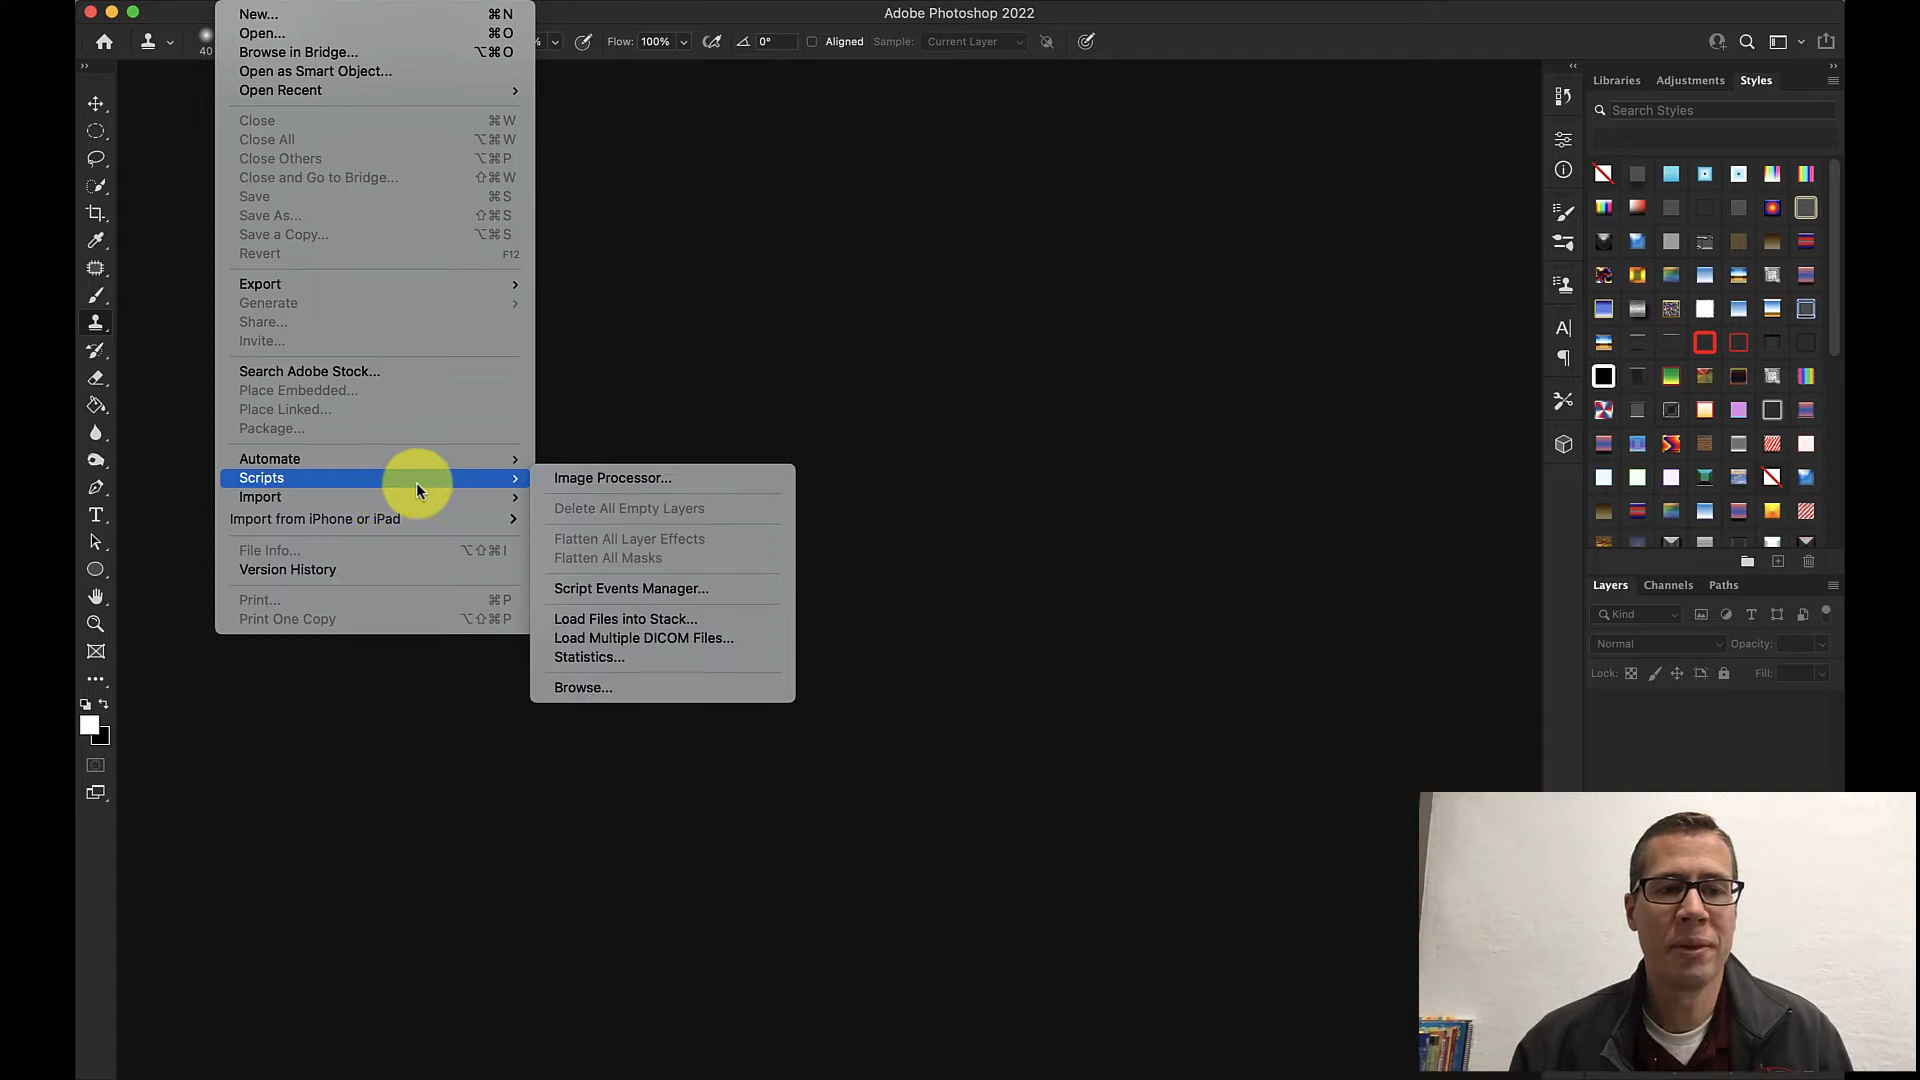 Adobe Photoshop 2022
40
%
Flow: 100%
0°
Aligned
Sample: Current Layer
New... ⌘N
Open... ⌘O
Browse in Bridge... ⌥⌘O
Open as Smart Object...
Open Recent
Close ⌘W
Close All ⌥⌘W
Close Others ⌥⌘P
Close and Go to Bridge... ⇧⌘W
Save ⌘S
Save As... ⇧⌘S
Save a Copy... ⌥⌘S
Revert F12
Export
Generate
Share...
Invite...
Search Adobe Stock...
Place Embedded...
Place Linked...
Package...
Automate
Scripts
Import
Import from iPhone or iPad
File Info... ⌥⇧⌘I
Version History
Print... ⌘P
Print One Copy ⌥⇧⌘P
Image Processor...
Delete All Empty Layers
Flatten All Layer Effects
Flatten All Masks
Script Events Manager...
Load Files into Stack...
Load Multiple DICOM Files...
Statistics...
Browse...
Libraries Adjustments Styles
Search Styles
Layers Channels Paths
Kind
Normal Opacity:
Lock: Fill: